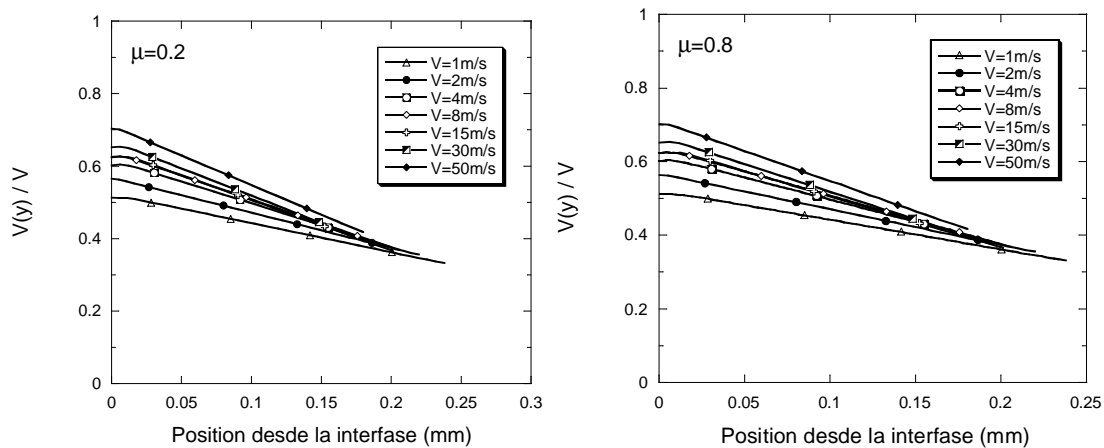 μ=0.2
V=1m/s
V=2m/s
V=4m/s
V=8m/s
V=15m/s
V=30m/s
V=50m/s
V(y) / V
1
0.8
0.6
0.4
0.2
0
0
0.05
0.1
0.15
0.2
0.25
0.3
Position desde la interfase (mm)
μ=0.8
V=1m/s
V=2m/s
V=4m/s
V=8m/s
V=15m/s
V=30m/s
V=50m/s
V(y) / V
1
0.8
0.6
0.4
0.2
0
0
0.05
0.1
0.15
0.2
0.25
Position desde la interfase (mm)